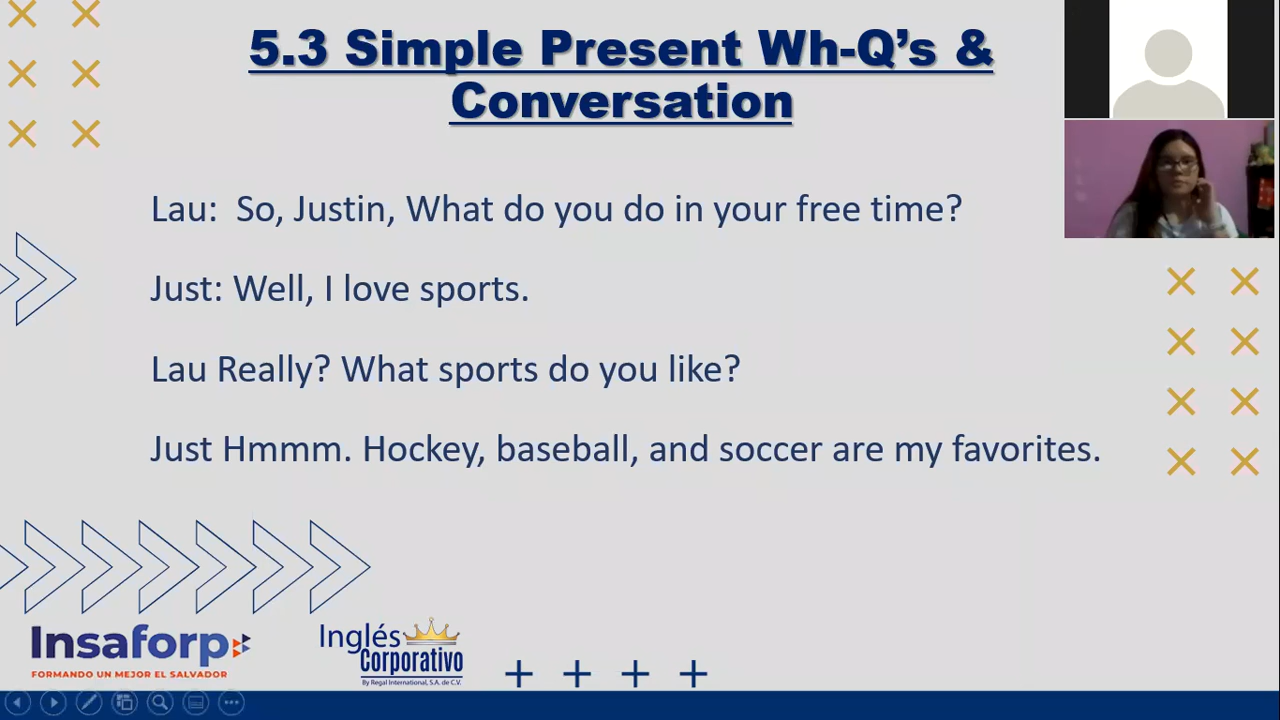 5.3 Simple Present Wh-Q’s &
Conversation
Lau:  So, Justin, What do you do in your free time?
Just: Well, I love sports.
Lau Really? What sports do you like?
Just Hmmm. Hockey, baseball, and soccer are my favorites.
Insaforp
FORMANDO UN MEJOR EL SALVADOR
Inglés
Corporativo
By Regal International, S.A. de C.V.